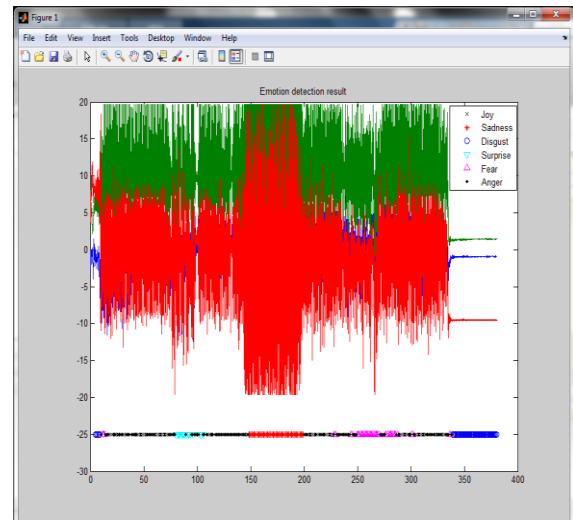 Figure 1
File Edit View Insert Tools Desktop Window Help
Emotion detection result
20
15
10
5
0
-5
-10
-15
-20
-25
-30
0 50 100 150 200 250 300 350 400
Joy
Sadness
Disgust
Surprise
Fear
Anger